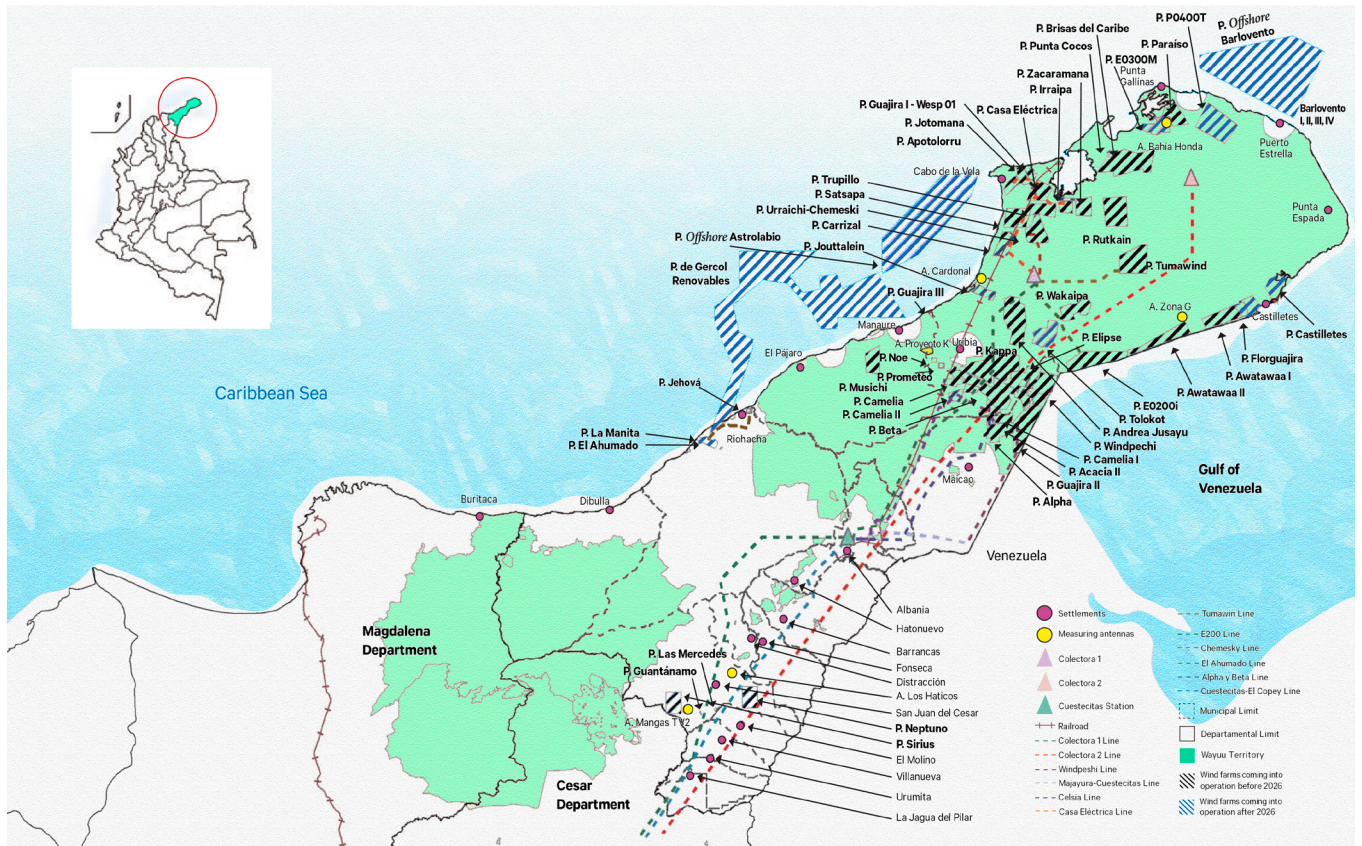 P. Offshore
Barlovento
P. P0400T
P. Brisas del Caribe
P. Punta Cocos
P. Paraíso
P. E0300M
Punta
Gallinas
P. Zacaramana
P. Irraipa
P. Guajira I - Wesp 01
P. Casa Eléctrica
P. Jotomana
P. Apotolorru
Barlovento
I, II, III, IV
A. Bahía Honda
Puerto
Estrella
Cabo de la Vela
P. Trupillo
P. Satsapa
P. Urraichi-Chemeski
P. Carrizal
Punta
Espada
P. Offshore Astrolabio
P. Jouttalein
P. Rutkain
P. de Gercol
Renovables
P. Tumawind
A. Cardonal
P. Guajira III
P. Wakaipa
A. Zona G
Castilletes
P. Castilletes
Manaure
A. Proyecto K
Uribia
P. Elipse
El Pájaro
P. Noe
P. Kappa
P. Florguajira
P. Prometeo
P. Awatawaa I
P. Jehová
P. Musichi
P. Awatawaa II
Caribbean Sea
P. Camelia
P. E0200i
P. Camelia II
P. Tolokot
P. Beta
P. Andrea Jusayu
P. La Manita
P. El Ahumado
Riohacha
P. Windpechi
P. Camelia I
P. Acacia II
P. Guajira II
P. Alpha
Maicao
Gulf of
Venezuela
Buritaca
Dibulla
Venezuela
Albania
Hatonuevo
Barrancas
Fonseca
Distracción
A. Los Haticos
San Juan del Cesar
P. Neptuno
P. Sirius
El Molino
Villanueva
Urumita
La Jagua del Pilar
Magdalena
Department
P. Las Mercedes
P. Guantánamo
A. Mangas T1/2
Cesar
Department
Settlements
Measuring antennas
Colectora 1
Colectora 2
Cuestecitas Station
Railroad
Colectora 1 Line
Colectora 2 Line
Windpeshi Line
Majayura-Cuestecitas Line
Celsia Line
Casa Eléctrica Line
Tumawin Line
E200 Line
Chemesky Line
El Ahumado Line
Alpha y Beta Line
Cuestecitas-El Copey Line
Municipal Limit
Departamental Limit
Wayuu Territory
Wind farms coming into
operation before 2026
Wind farms coming into
operation after 2026